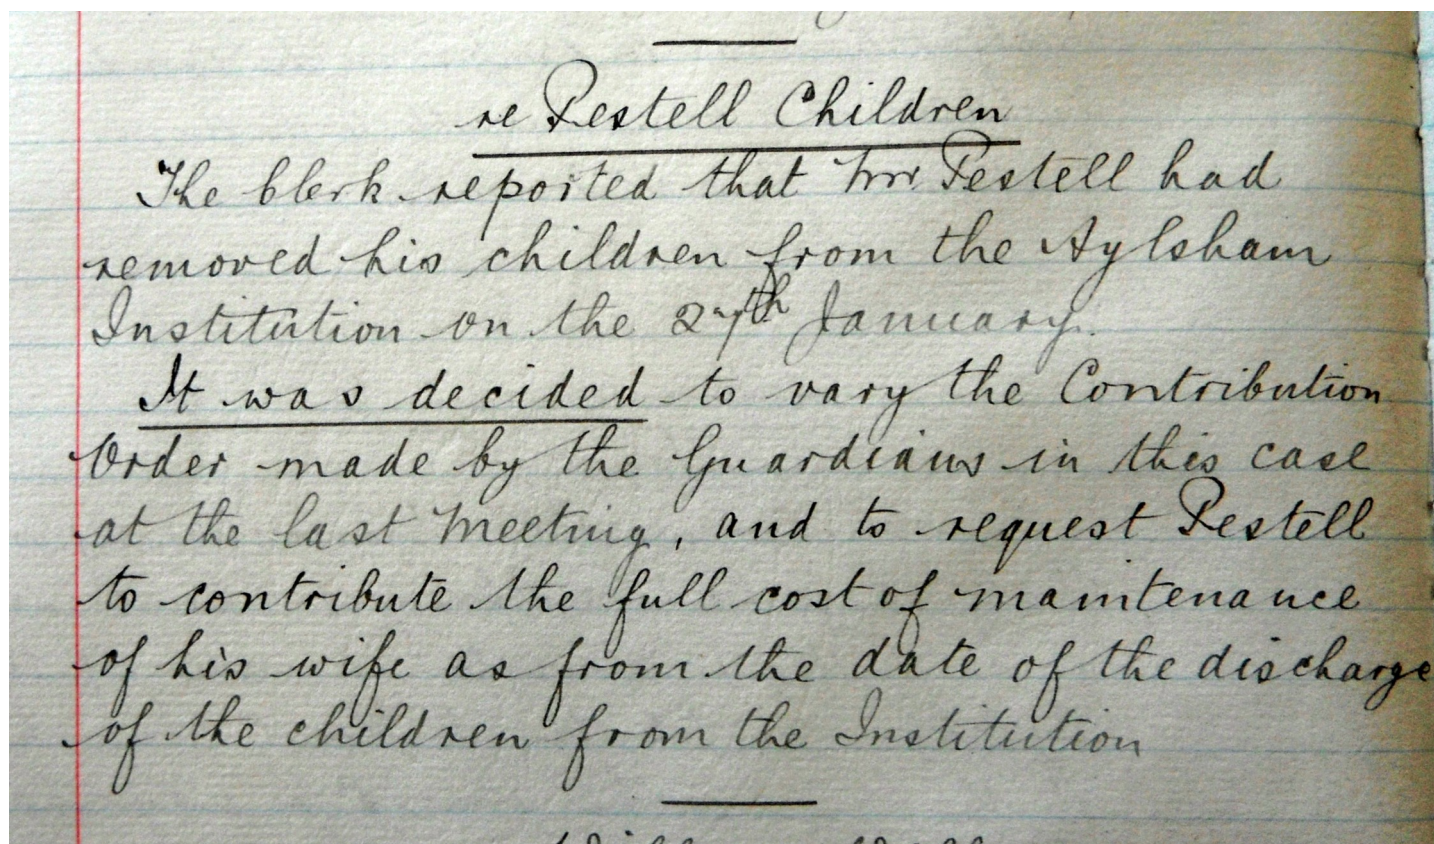 re Pestell Children
The Clerk reported that Mr Pestell had
removed his children from the Aylsham
Institution on the 27th January.
It was decided to vary the Contribution
Order made by the Guardians in this case
at the last Meeting, and to request Pestell
to contribute the full cost of maintenance
of his wife as from the date of the discharge
of the children from the Institution